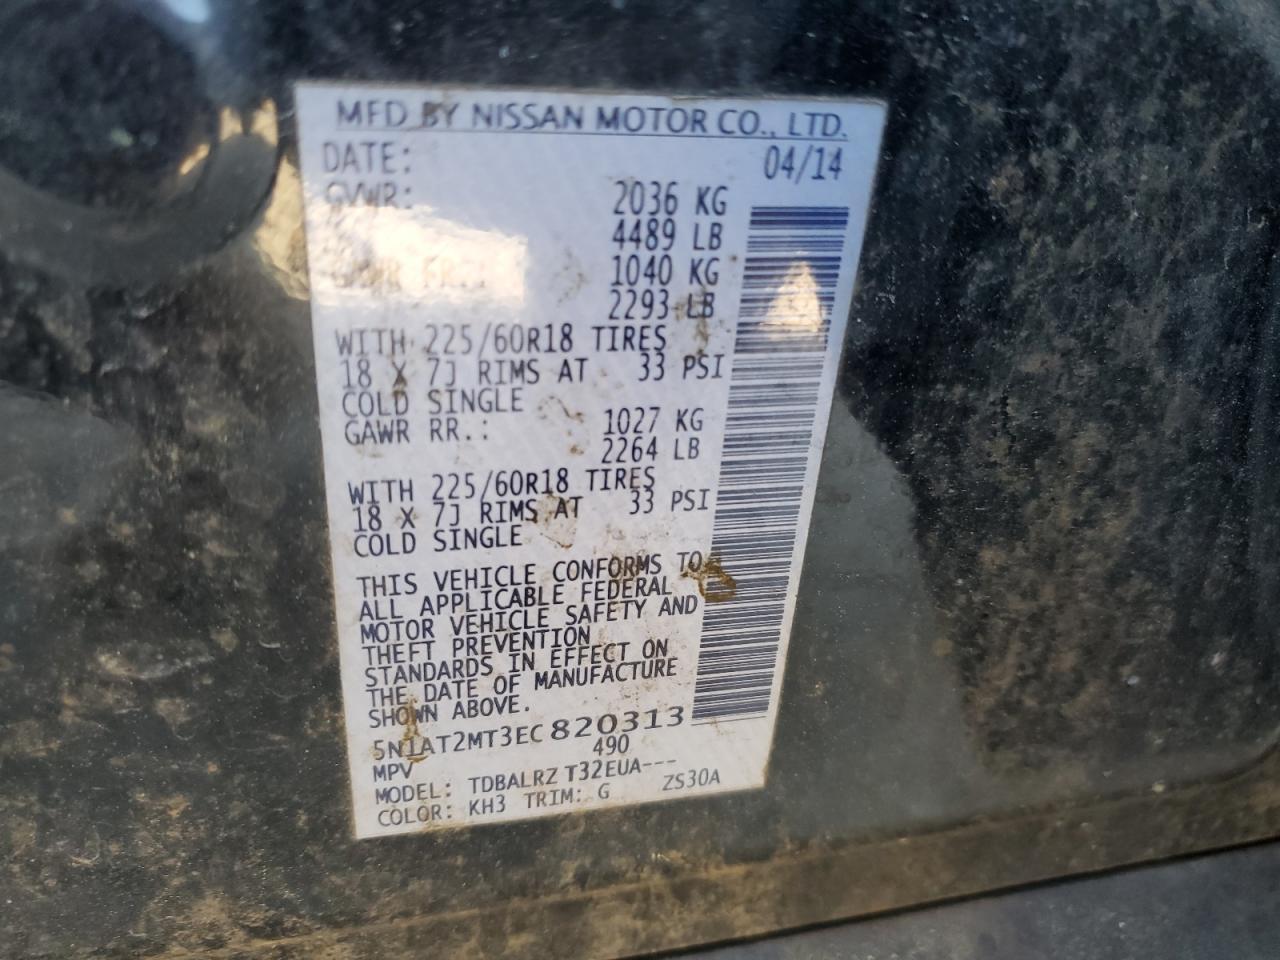 MFD BY NISSAN MOTOR CO., LTD.
DATE: 04/14
GVWR: 2036 KG
4489 LB
GAWR FR.: 1040 KG
2293 LB
WITH 225/60R18 TIRES
18 X 7J RIMS AT 33 PSI
COLD SINGLE
GAWR RR.: 1027 KG
2264 LB
WITH 225/60R18 TIRES
18 X 7J RIMS AT 33 PSI
COLD SINGLE
THIS VEHICLE CONFORMS TO
ALL APPLICABLE FEDERAL
MOTOR VEHICLE SAFETY AND
THEFT PREVENTION
STANDARDS IN EFFECT ON
THE DATE OF MANUFACTURE
SHOWN ABOVE.
5N1AT2MT3EC820313
MPV 490
MODEL: TDBALRZ T32EUA---
COLOR: KH3 TRIM: G ZS30A